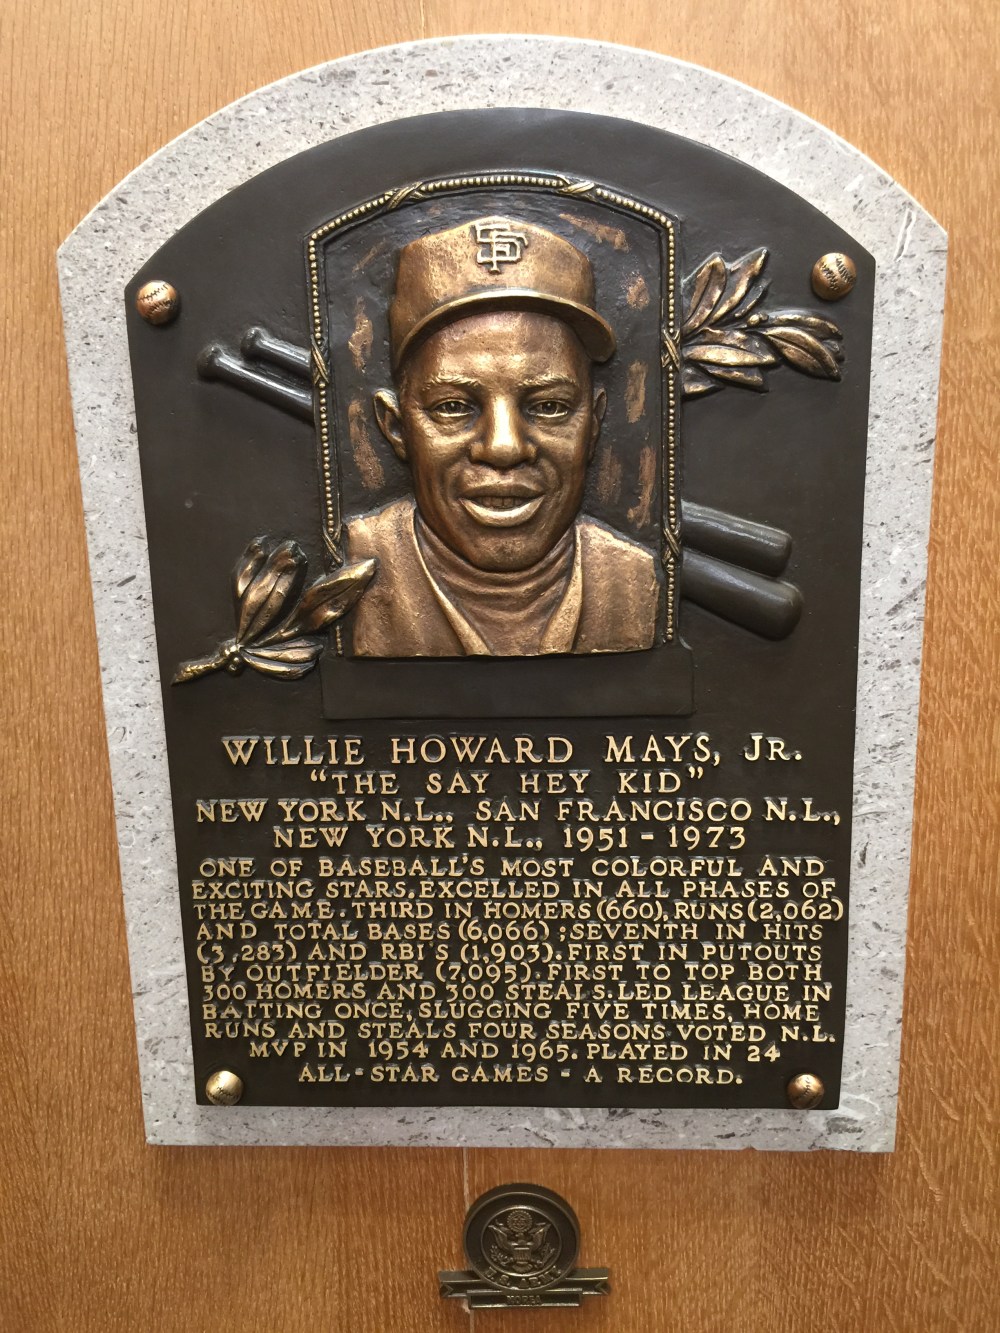 SF
WILLIE HOWARD MAYS, JR.
"THE SAY HEY KID"
NEW YORK N.L., SAN FRANCISCO N.L.,
NEW YORK N.L., 1951 - 1973
ONE OF BASEBALL'S MOST COLORFUL AND
EXCITING STARS. EXCELLED IN ALL PHASES OF
THE GAME. THIRD IN HOMERS (660), RUNS (2,062)
AND TOTAL BASES (6,066); SEVENTH IN HITS
(3,283) AND RBI'S (1,903). FIRST IN PUTOUTS
BY OUTFIELDER (7,095). FIRST TO TOP BOTH
300 HOMERS AND 300 STEALS. LED LEAGUE IN
BATTING ONCE, SLUGGING FIVE TIMES, HOME
RUNS AND STEALS FOUR SEASONS. VOTED N.L.
MVP IN 1954 AND 1965. PLAYED IN 24
ALL-STAR GAMES - A RECORD.
U.S. ARMY
KOREA